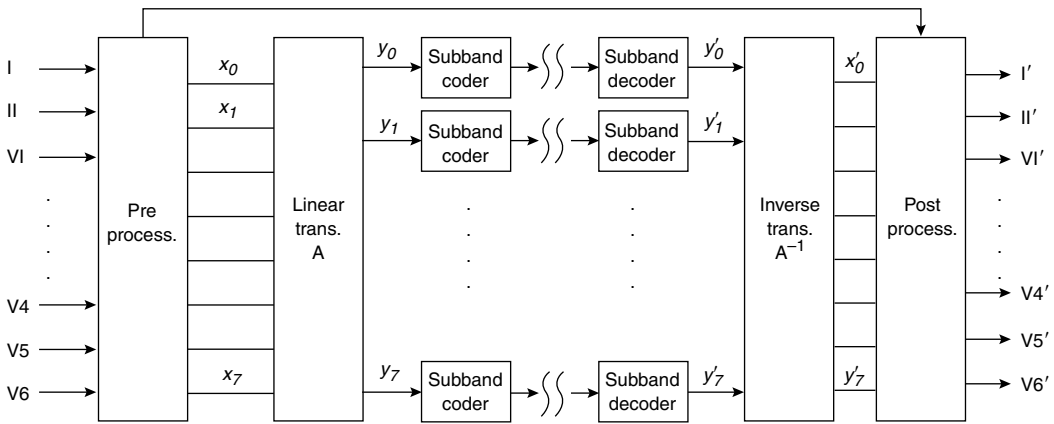 I
II
VI
V4
V5
V6
Pre
process.
x0
x1
x7
Linear
trans.
A
y0
y1
y7
Subband
coder
Subband
coder
Subband
coder
Subband
decoder
Subband
decoder
Subband
decoder
y′0
y′1
y′7
Inverse
trans.
A−1
x′0
y′7
Post
process.
I′
II′
VI′
V4′
V5′
V6′